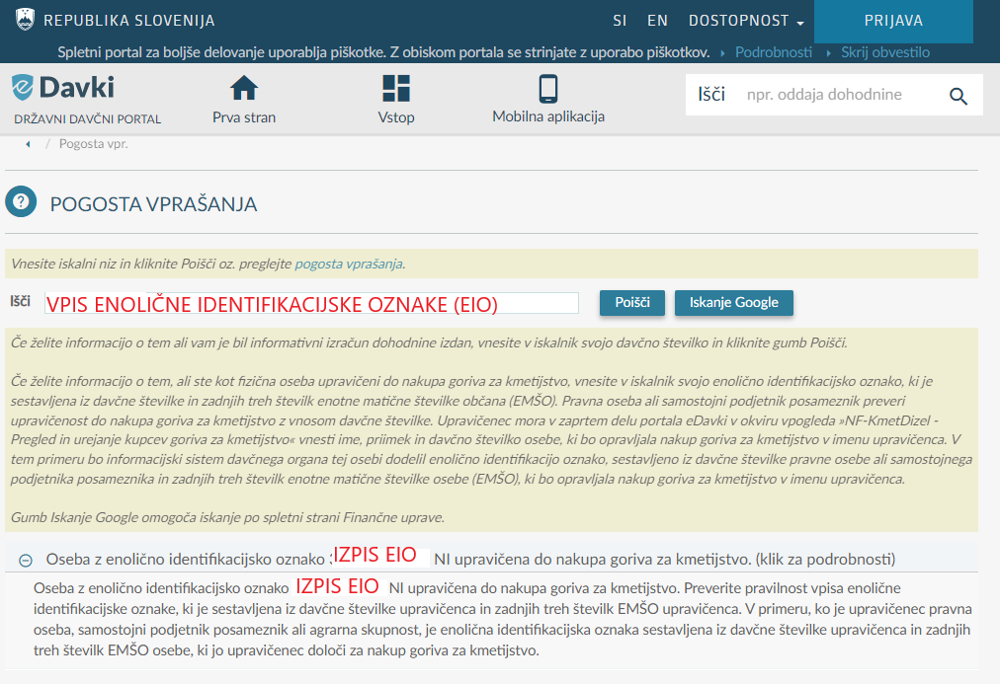 REPUBLIKA SLOVENIJA SI EN DOSTOPNOST PRIJAVA
Spletni portal za boljše delovanje uporablja piškotke. Z obiskom portala se strinjate z uporabo piškotkov. Podrobnosti Skrij obvestilo
eDavki
DRŽAVNI DAVČNI PORTAL
Prva stran
Vstop
Mobilna aplikacija
Išči npr. oddaja dohodnine
/ Pogosta vpr.
? POGOSTA VPRAŠANJA
Vnesite iskalni niz in kliknite Poišči oz. preglejte pogosta vprašanja.
Išči VPIS ENOLIČNE IDENTIFIKACIJSKE OZNAKE (EIO) Poišči Iskanje Google
Če želite informacijo o tem ali vam je bil informativni izračun dohodnine izdan, vnesite v iskalnik svojo davčno številko in kliknite gumb Poišči.
Če želite informacijo o tem, ali ste kot fizična oseba upravičeni do nakupa goriva za kmetijstvo, vnesite v iskalnik svojo enolično identifikacijsko oznako, ki je
sestavljena iz davčne številke in zadnjih treh številk enotne matične številke občana (EMŠO). Pravna oseba ali samostojni podjetnik posameznik preveri
upravičenost do nakupa goriva za kmetijstvo z vnosom davčne številke. Upravičenec mora v zaprtem delu portala eDavki v okviru vpogleda »NF-KmetDizel -
Pregled in urejanje kupcev goriva za kmetijstvo« vnesti ime, priimek in davčno številko osebe, ki bo opravljala nakup goriva za kmetijstvo v imenu upravičenca. V
tem primeru bo informacijski sistem davčnega organa tej osebi dodelil enolično identifikacijo oznako, sestavljeno iz davčne številke pravne osebe ali samostojnega
podjetnika posameznika in zadnjih treh številk enotne matične številke osebe (EMŠO), ki bo opravljala nakup goriva za kmetijstvo v imenu upravičenca.
Gumb Iskanje Google omogoča iskanje po spletni strani Finančne uprave.
Oseba z enolično identifikacijsko oznako IZPIS EIO NI upravičena do nakupa goriva za kmetijstvo. (klik za podrobnosti)
Oseba z enolično identifikacijsko oznako IZPIS EIO NI upravičena do nakupa goriva za kmetijstvo. Preverite pravilnost vpisa enolične
identifikacijske oznake, ki je sestavljena iz davčne številke upravičenca in zadnjih treh številk EMŠO upravičenca. V primeru, ko je upravičenec pravna
oseba, samostojni podjetnik posameznik ali agrarna skupnost, je enolična identifikacijska oznaka sestavljena iz davčne številke upravičenca in zadnjih
treh številk EMŠO osebe, ki jo upravičenec določi za nakup goriva za kmetijstvo.